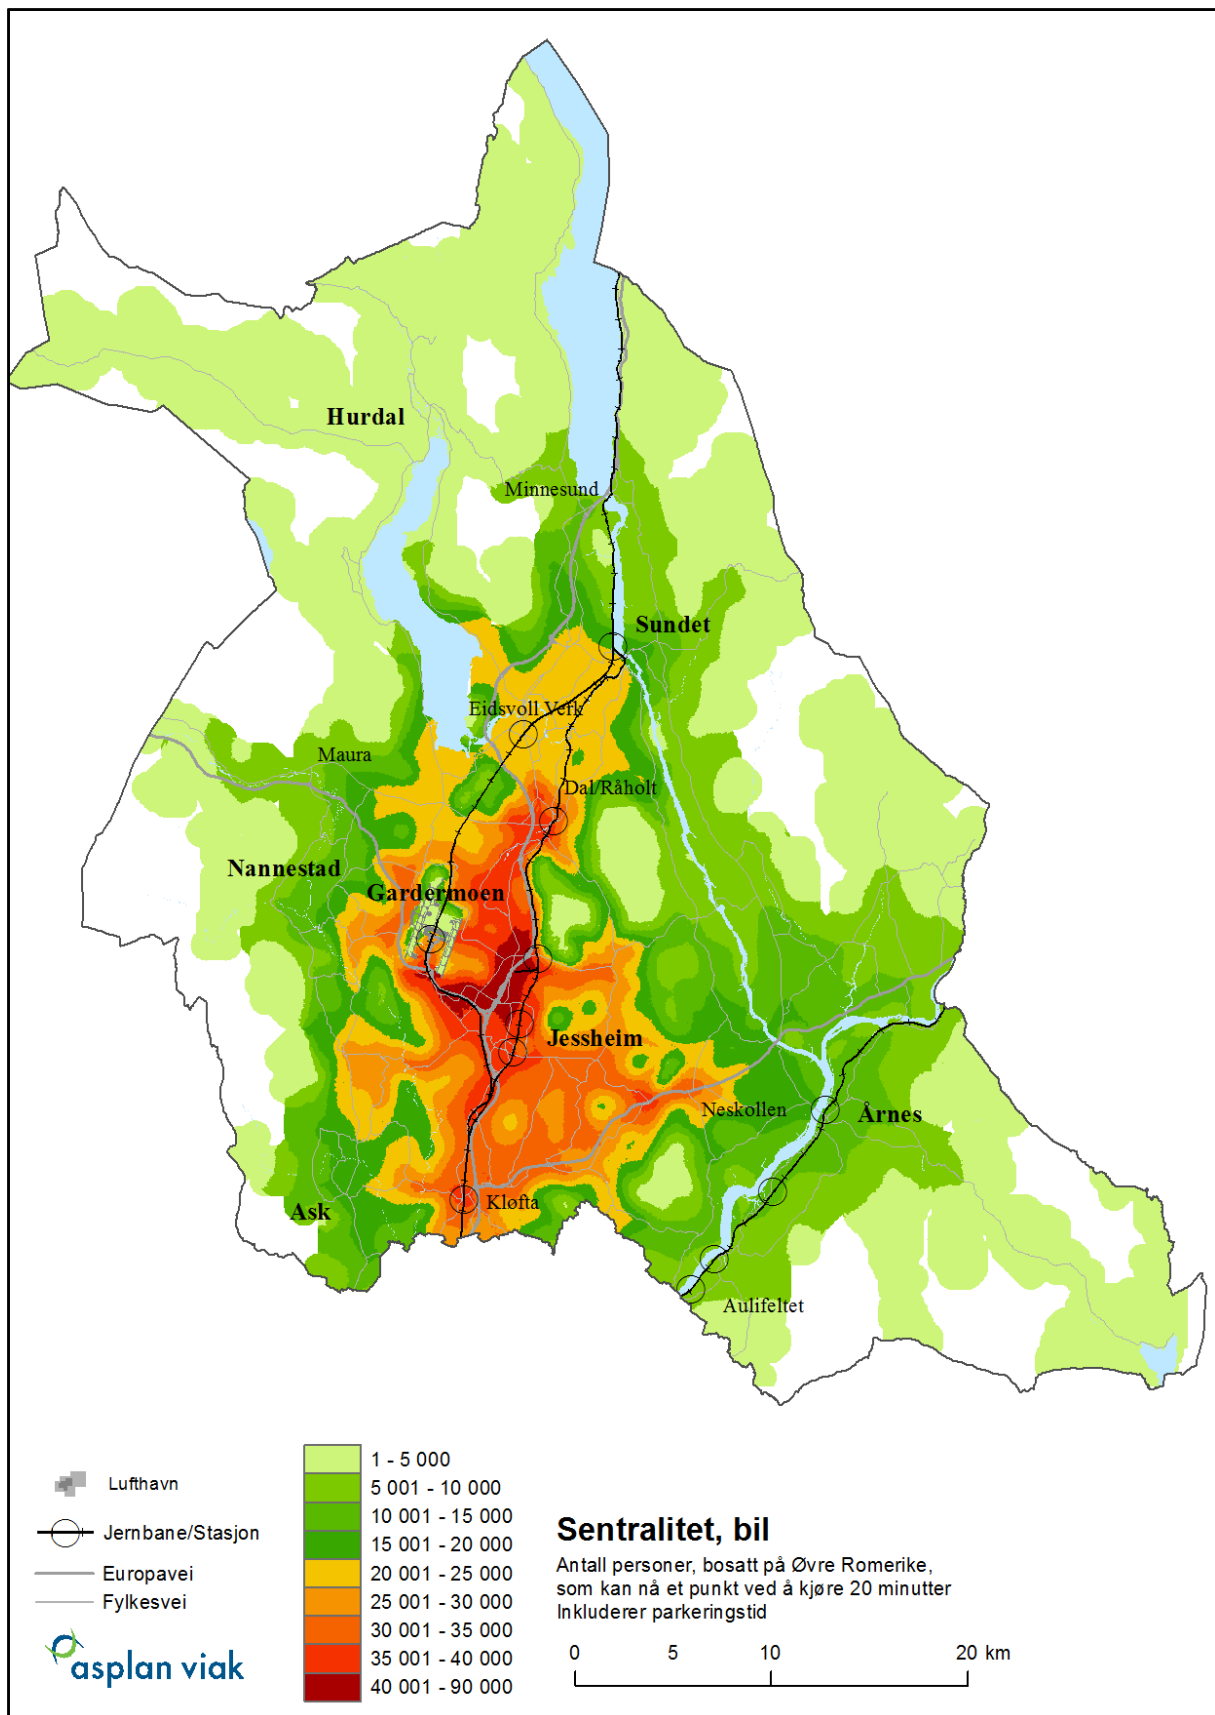 Hurdal
Minnesund
Sundet
Eidsvoll Verk
Maura
Dal/Råholt
Nannestad
Gardermoen
Jessheim
Neskollen
Årnes
Ask
Kløfta
Aulifeltet
Lufthavn
Jernbane/Stasjon
Europavei
Fylkesvei
asplan viak
1 - 5 000
5 001 - 10 000
10 001 - 15 000
15 001 - 20 000
20 001 - 25 000
25 001 - 30 000
30 001 - 35 000
35 001 - 40 000
40 001 - 90 000
Sentralitet, bil
Antall personer, bosatt på Øvre Romerike,
som kan nå et punkt ved å kjøre 20 minutter
Inkluderer parkeringstid
0 5 10 20 km